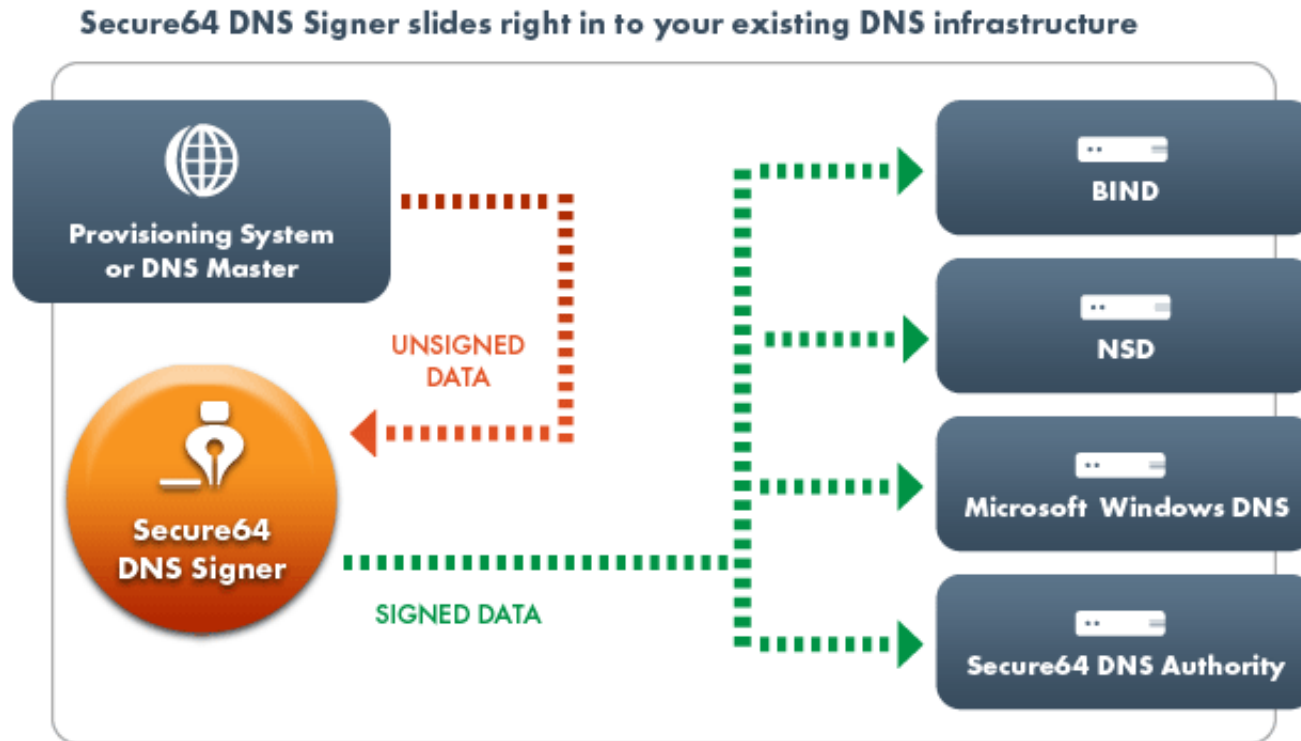 Secure64 DNS Signer slides right in to your existing DNS infrastructure
Provisioning System
or DNS Master
UNSIGNED
DATA
Secure64
DNS Signer
SIGNED DATA
BIND
NSD
Microsoft Windows DNS
Secure64 DNS Authority